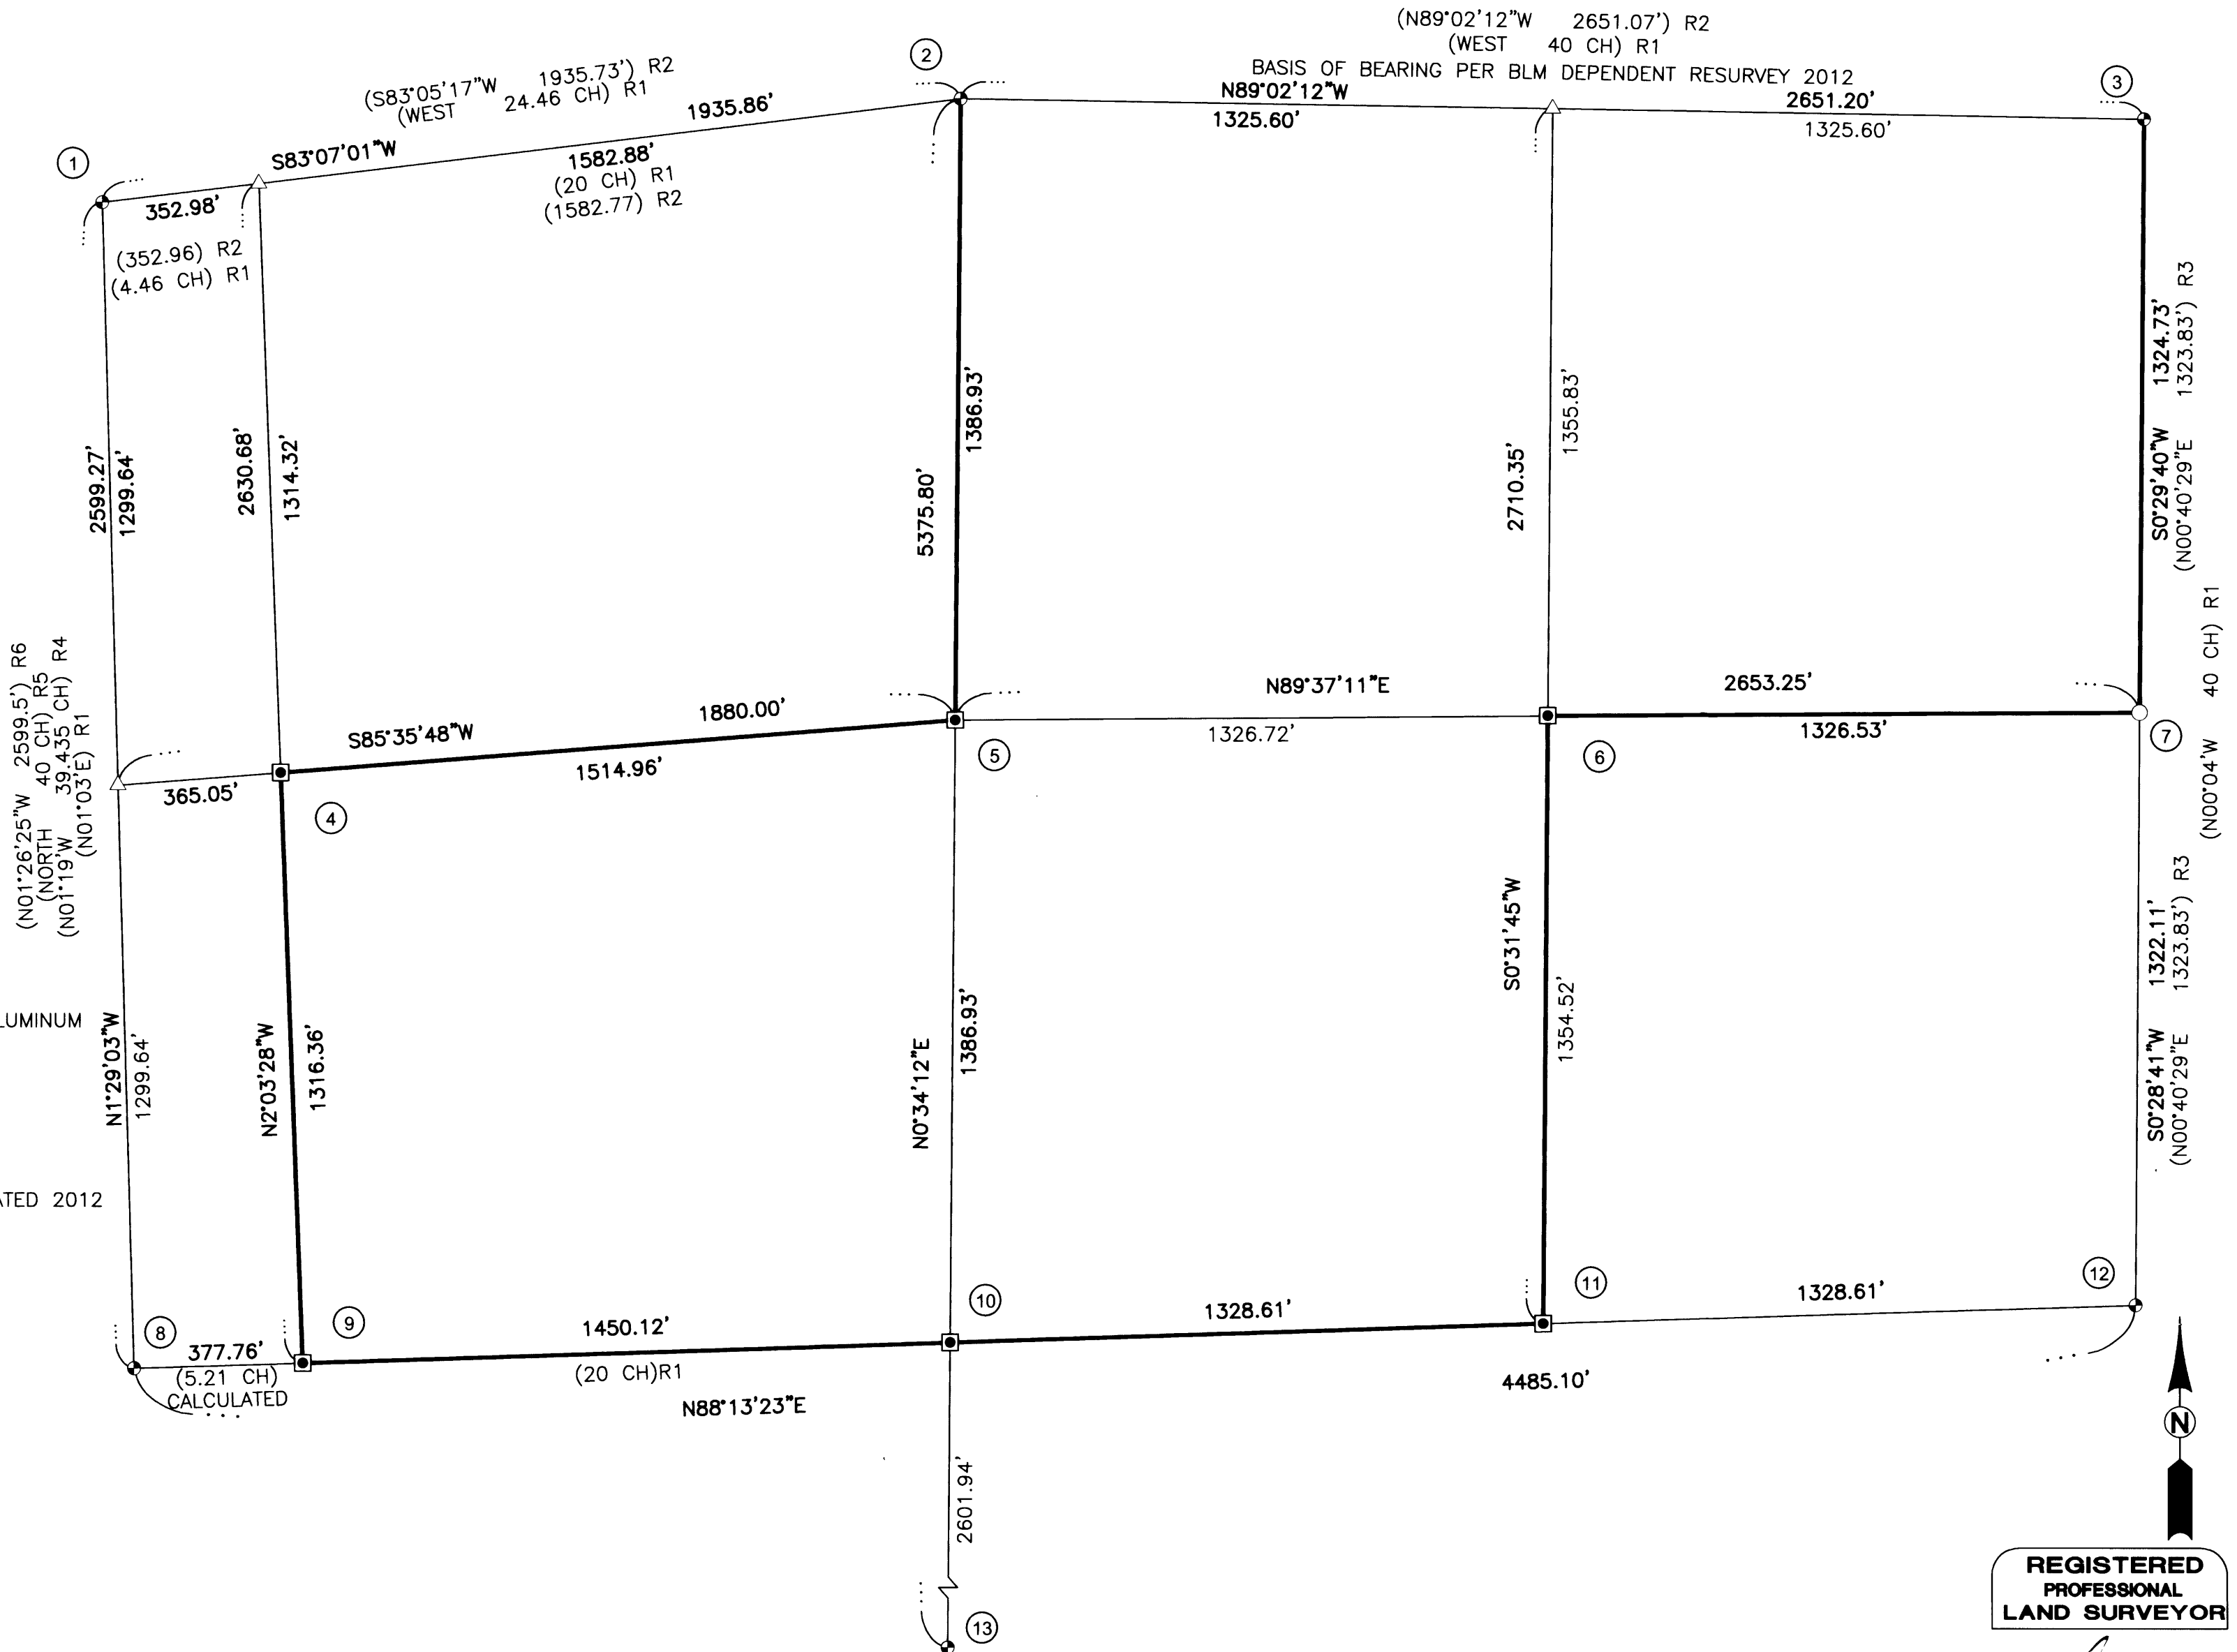 (N89°02'12"W 2651.07') R2
(WEST 40 CH) R1
BASIS OF BEARING PER BLM DEPENDENT RESURVEY 2012
N89°02'12"W
2651.20'
1325.60'
1325.60'
2
3
(S83°05'17"W 1935.73') R2
(WEST 24.46 CH) R1
1935.86'
S83°07'01"W
1582.88'
(20 CH) R1
(1582.77) R2
1
352.98'
(352.96) R2
(4.46 CH) R1
2599.27'
1299.64'
2630.68'
1314.32'
5375.80'
1386.93'
2710.35'
1355.83'
S0°29'40"W 1324.73'
(N00°40'29"E 1323.83') R3
(N00°04'W 40 CH) R1
(N01°26'25"W 2599.5') R6
(NORTH 40 CH) R5
(N01°19'W 39.435 CH) R4
(N01°03'E) R1
S85°35'48"W
1880.00'
1514.96'
365.05'
4
N89°37'11"E
2653.25'
1326.72'
1326.53'
5
6
7
LUMINUM
N1°29'03"W
1299.64'
N2°03'28"W
1316.36'
N0°34'12"E
1386.93'
S0°31'45"W
1354.52'
S0°28'41"W 1322.11'
(N00°40'29"E 1323.83') R3
ATED 2012
8
377.76'
(5.21 CH)
CALCULATED
9
1450.12'
(20 CH)R1
N88°13'23"E
10
1328.61'
11
1328.61'
12
4485.10'
2601.94'
13
N
REGISTERED
PROFESSIONAL
LAND SURVEYOR